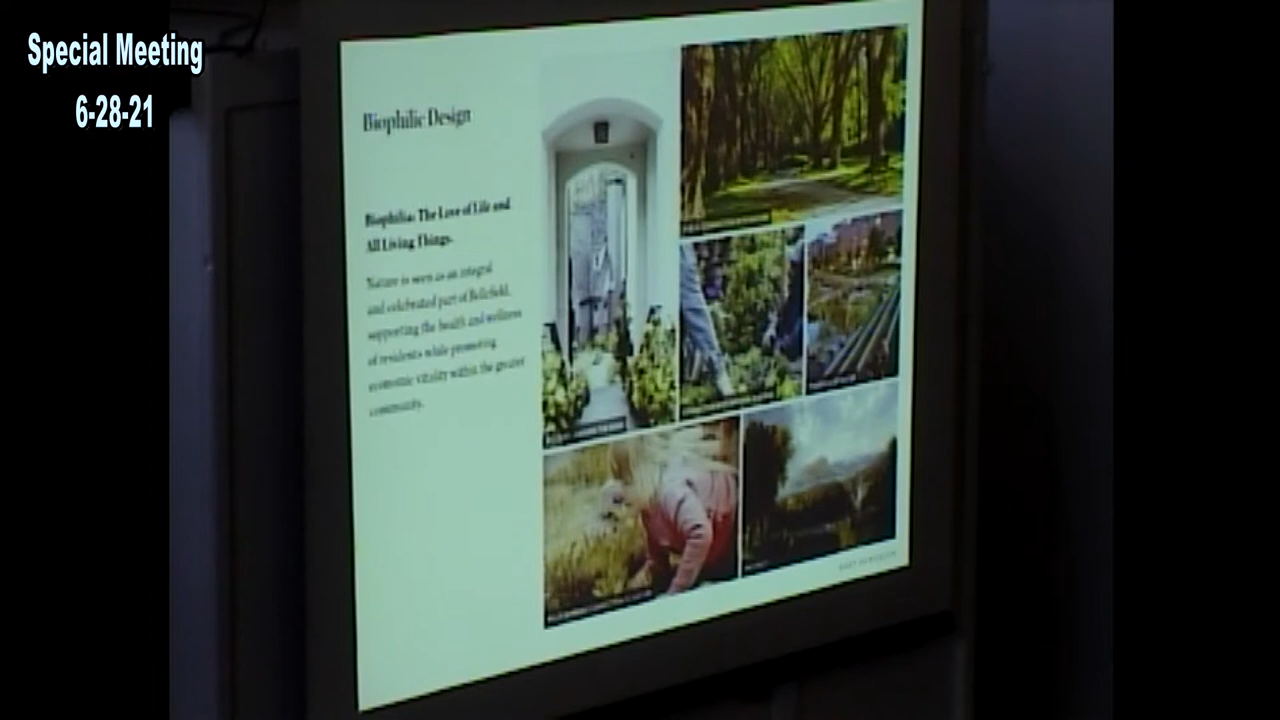 Special Meeting
6-28-21
Biophilic Design
Biophilia: The Love of Life and
All Living Things.
Nature is seen as an integral
and celebrated part of Bellefield,
supporting the health and wellness
of residents while promoting
economic vitality within the greater
community.